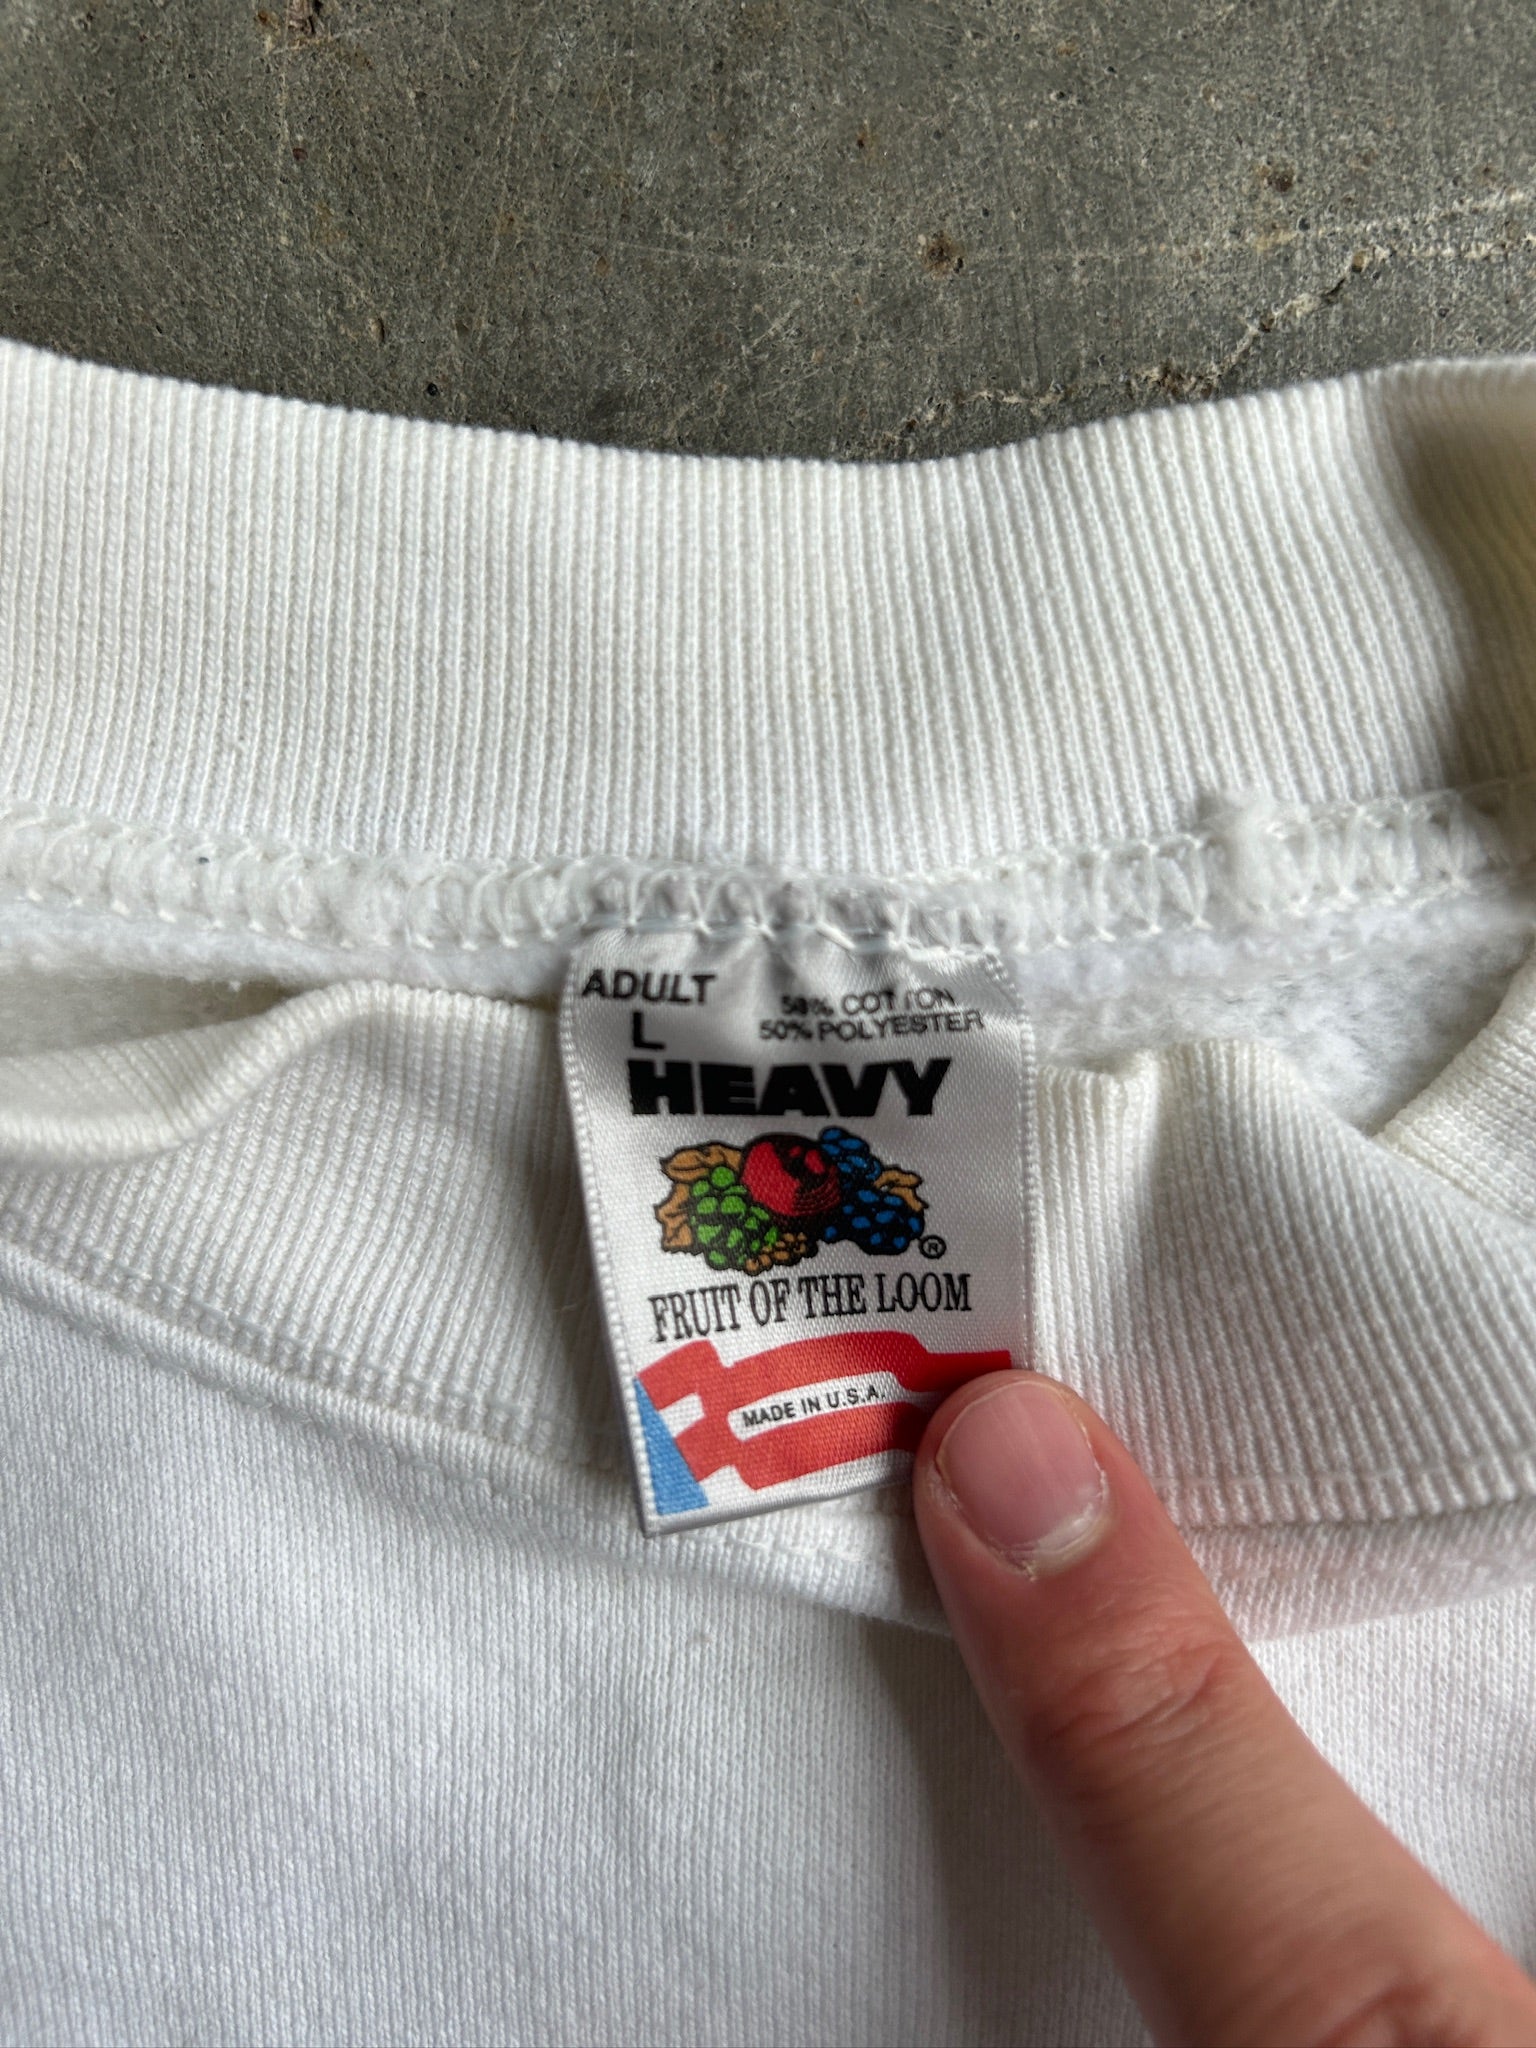 ADULT
L
50% COTTON
50% POLYESTER
HEAVY
®
FRUIT OF THE LOOM
MADE IN U.S.A.